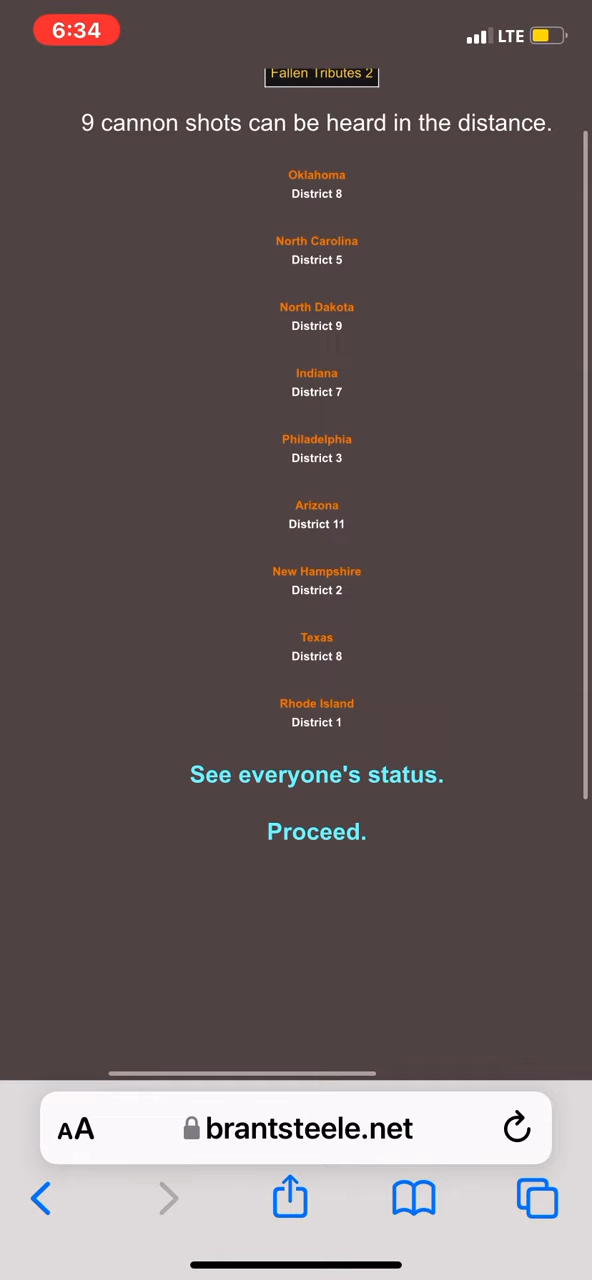 6:34
LTE
Fallen Tributes 2
9 cannon shots can be heard in the distance.
Oklahoma
District 8
North Carolina
District 5
North Dakota
District 9
Indiana
District 7
Philadelphia
District 3
Arizona
District 11
New Hampshire
District 2
Texas
District 8
Rhode Island
District 1
See everyone's status.
Proceed.
AA brantsteele.net